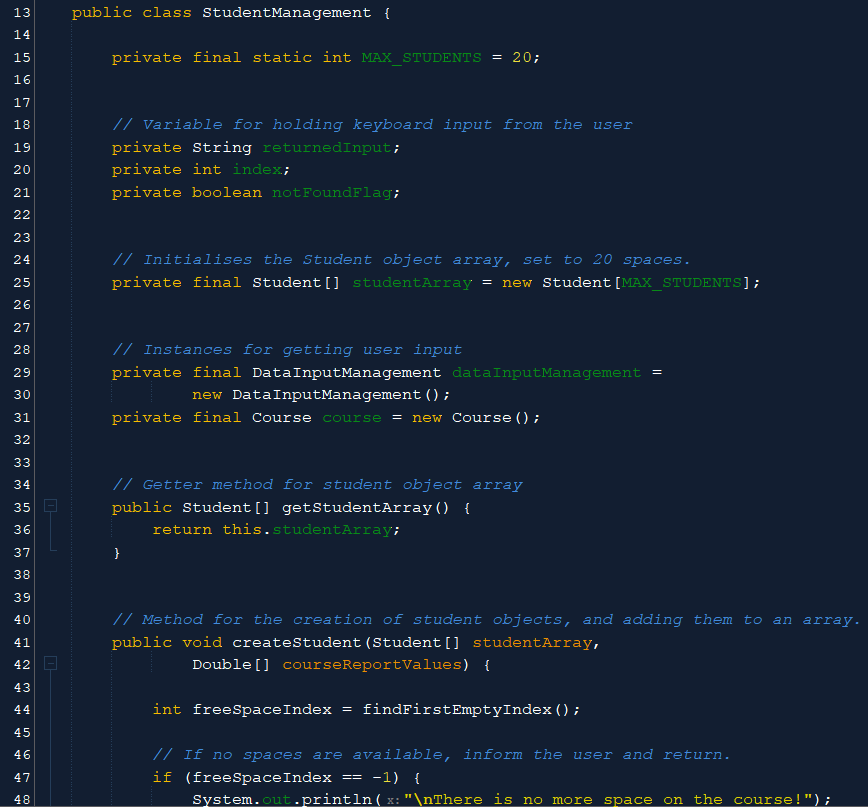 13 public class StudentManagement {
14
15 private final static int MAX_STUDENTS = 20;
16
17
18 // Variable for holding keyboard input from the user
19 private String returnedInput;
20 private int index;
21 private boolean notFoundFlag;
22
23
24 // Initialises the Student object array, set to 20 spaces.
25 private final Student[] studentArray = new Student[MAX_STUDENTS];
26
27
28 // Instances for getting user input
29 private final DataInputManagement dataInputManagement =
30 new DataInputManagement();
31 private final Course course = new Course();
32
33
34 // Getter method for student object array
35 public Student[] getStudentArray() {
36 return this.studentArray;
37 }
38
39
40 // Method for the creation of student objects, and adding them to an array.
41 public void createStudent(Student[] studentArray,
42 Double[] courseReportValues) {
43
44 int freeSpaceIndex = findFirstEmptyIndex();
45
46 // If no spaces are available, inform the user and return.
47 if (freeSpaceIndex == -1) {
48 System.out.println(x: "\nThere is no more space on the course!");